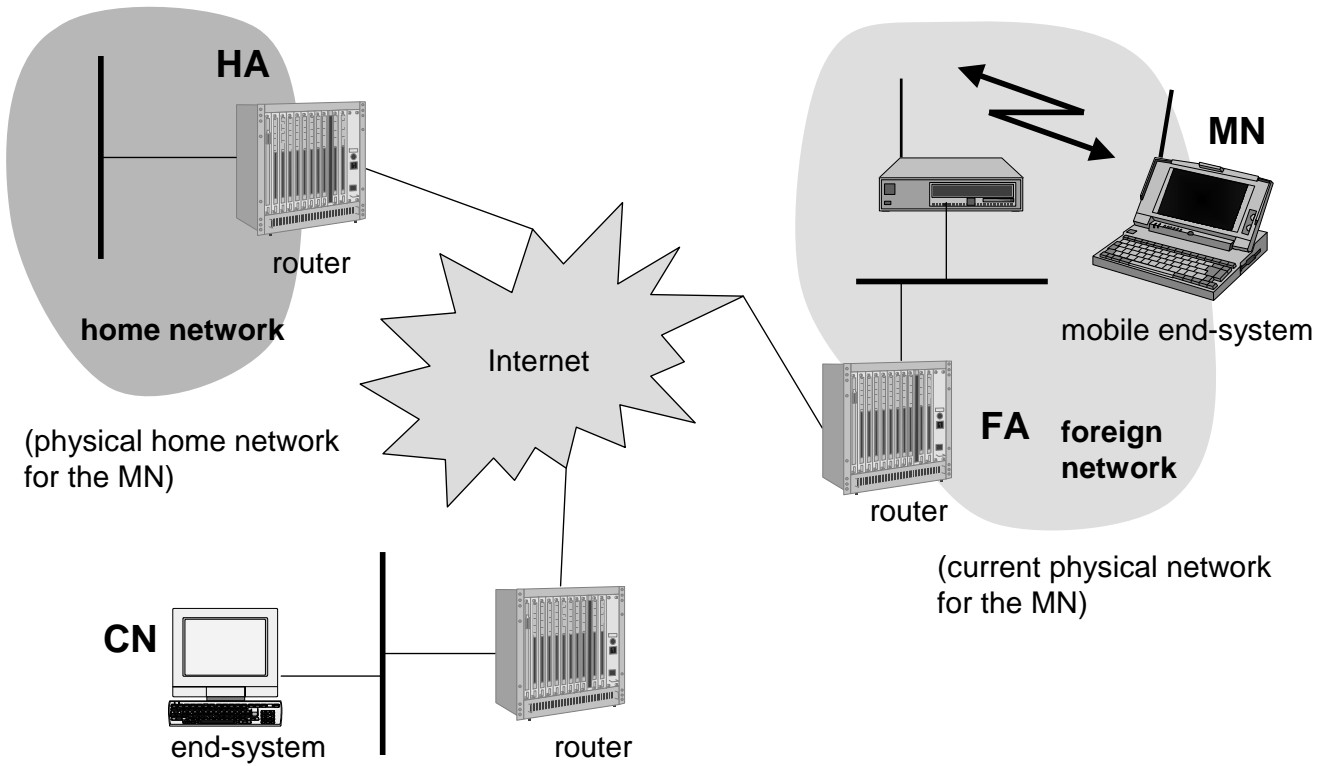 HA
router
home network
(physical home network
for the MN)
Internet
MN
mobile end-system
FA
foreign
network
router
(current physical network
for the MN)
CN
end-system
router